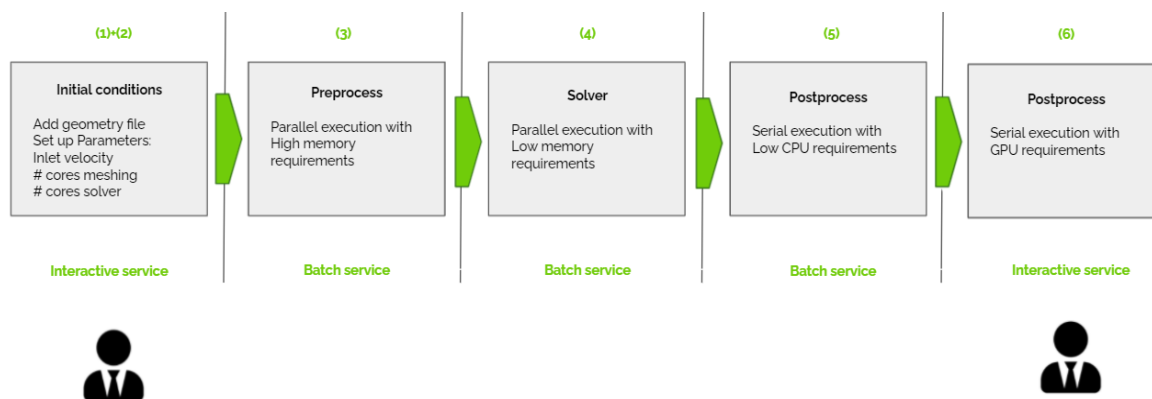 (1)+(2)
Initial conditions
Add geometry file
Set up Parameters:
Inlet velocity
# cores meshing
# cores solver
Interactive service
(3)
Preprocess
Parallel execution with
High memory
requirements
Batch service
(4)
Solver
Parallel execution with
Low memory
requirements
Batch service
(5)
Postprocess
Serial execution with
Low CPU requirements
Batch service
(6)
Postprocess
Serial execution with
GPU requirements
Interactive service